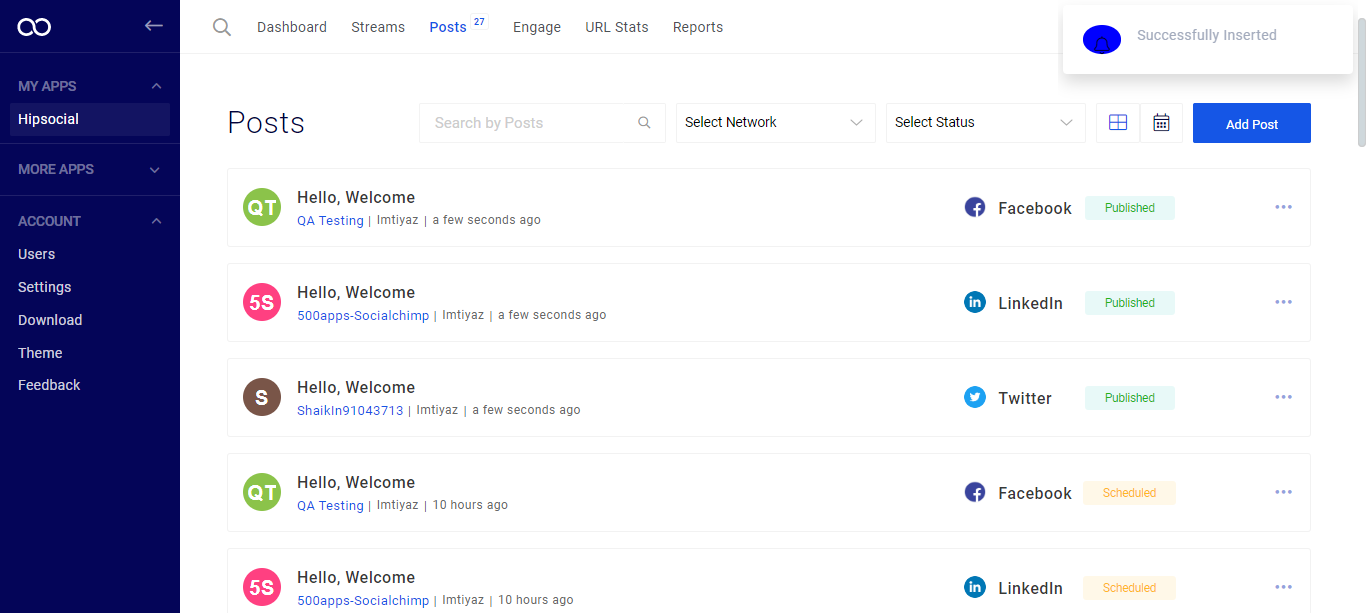 Dashboard Streams Posts 27 Engage URL Stats Reports
Successfully Inserted
MY APPS
Hipsocial
MORE APPS
ACCOUNT
Users
Settings
Download
Theme
Feedback
Posts
Search by Posts
Select Network
Select Status
Add Post
QT
Hello, Welcome
QA Testing | Imtiyaz | a few seconds ago
Facebook
Published
5S
Hello, Welcome
500apps-Socialchimp | Imtiyaz | a few seconds ago
LinkedIn
Published
S
Hello, Welcome
ShaikIn91043713 | Imtiyaz | a few seconds ago
Twitter
Published
QT
Hello, Welcome
QA Testing | Imtiyaz | 10 hours ago
Facebook
Scheduled
5S
Hello, Welcome
500apps-Socialchimp | Imtiyaz | 10 hours ago
LinkedIn
Scheduled